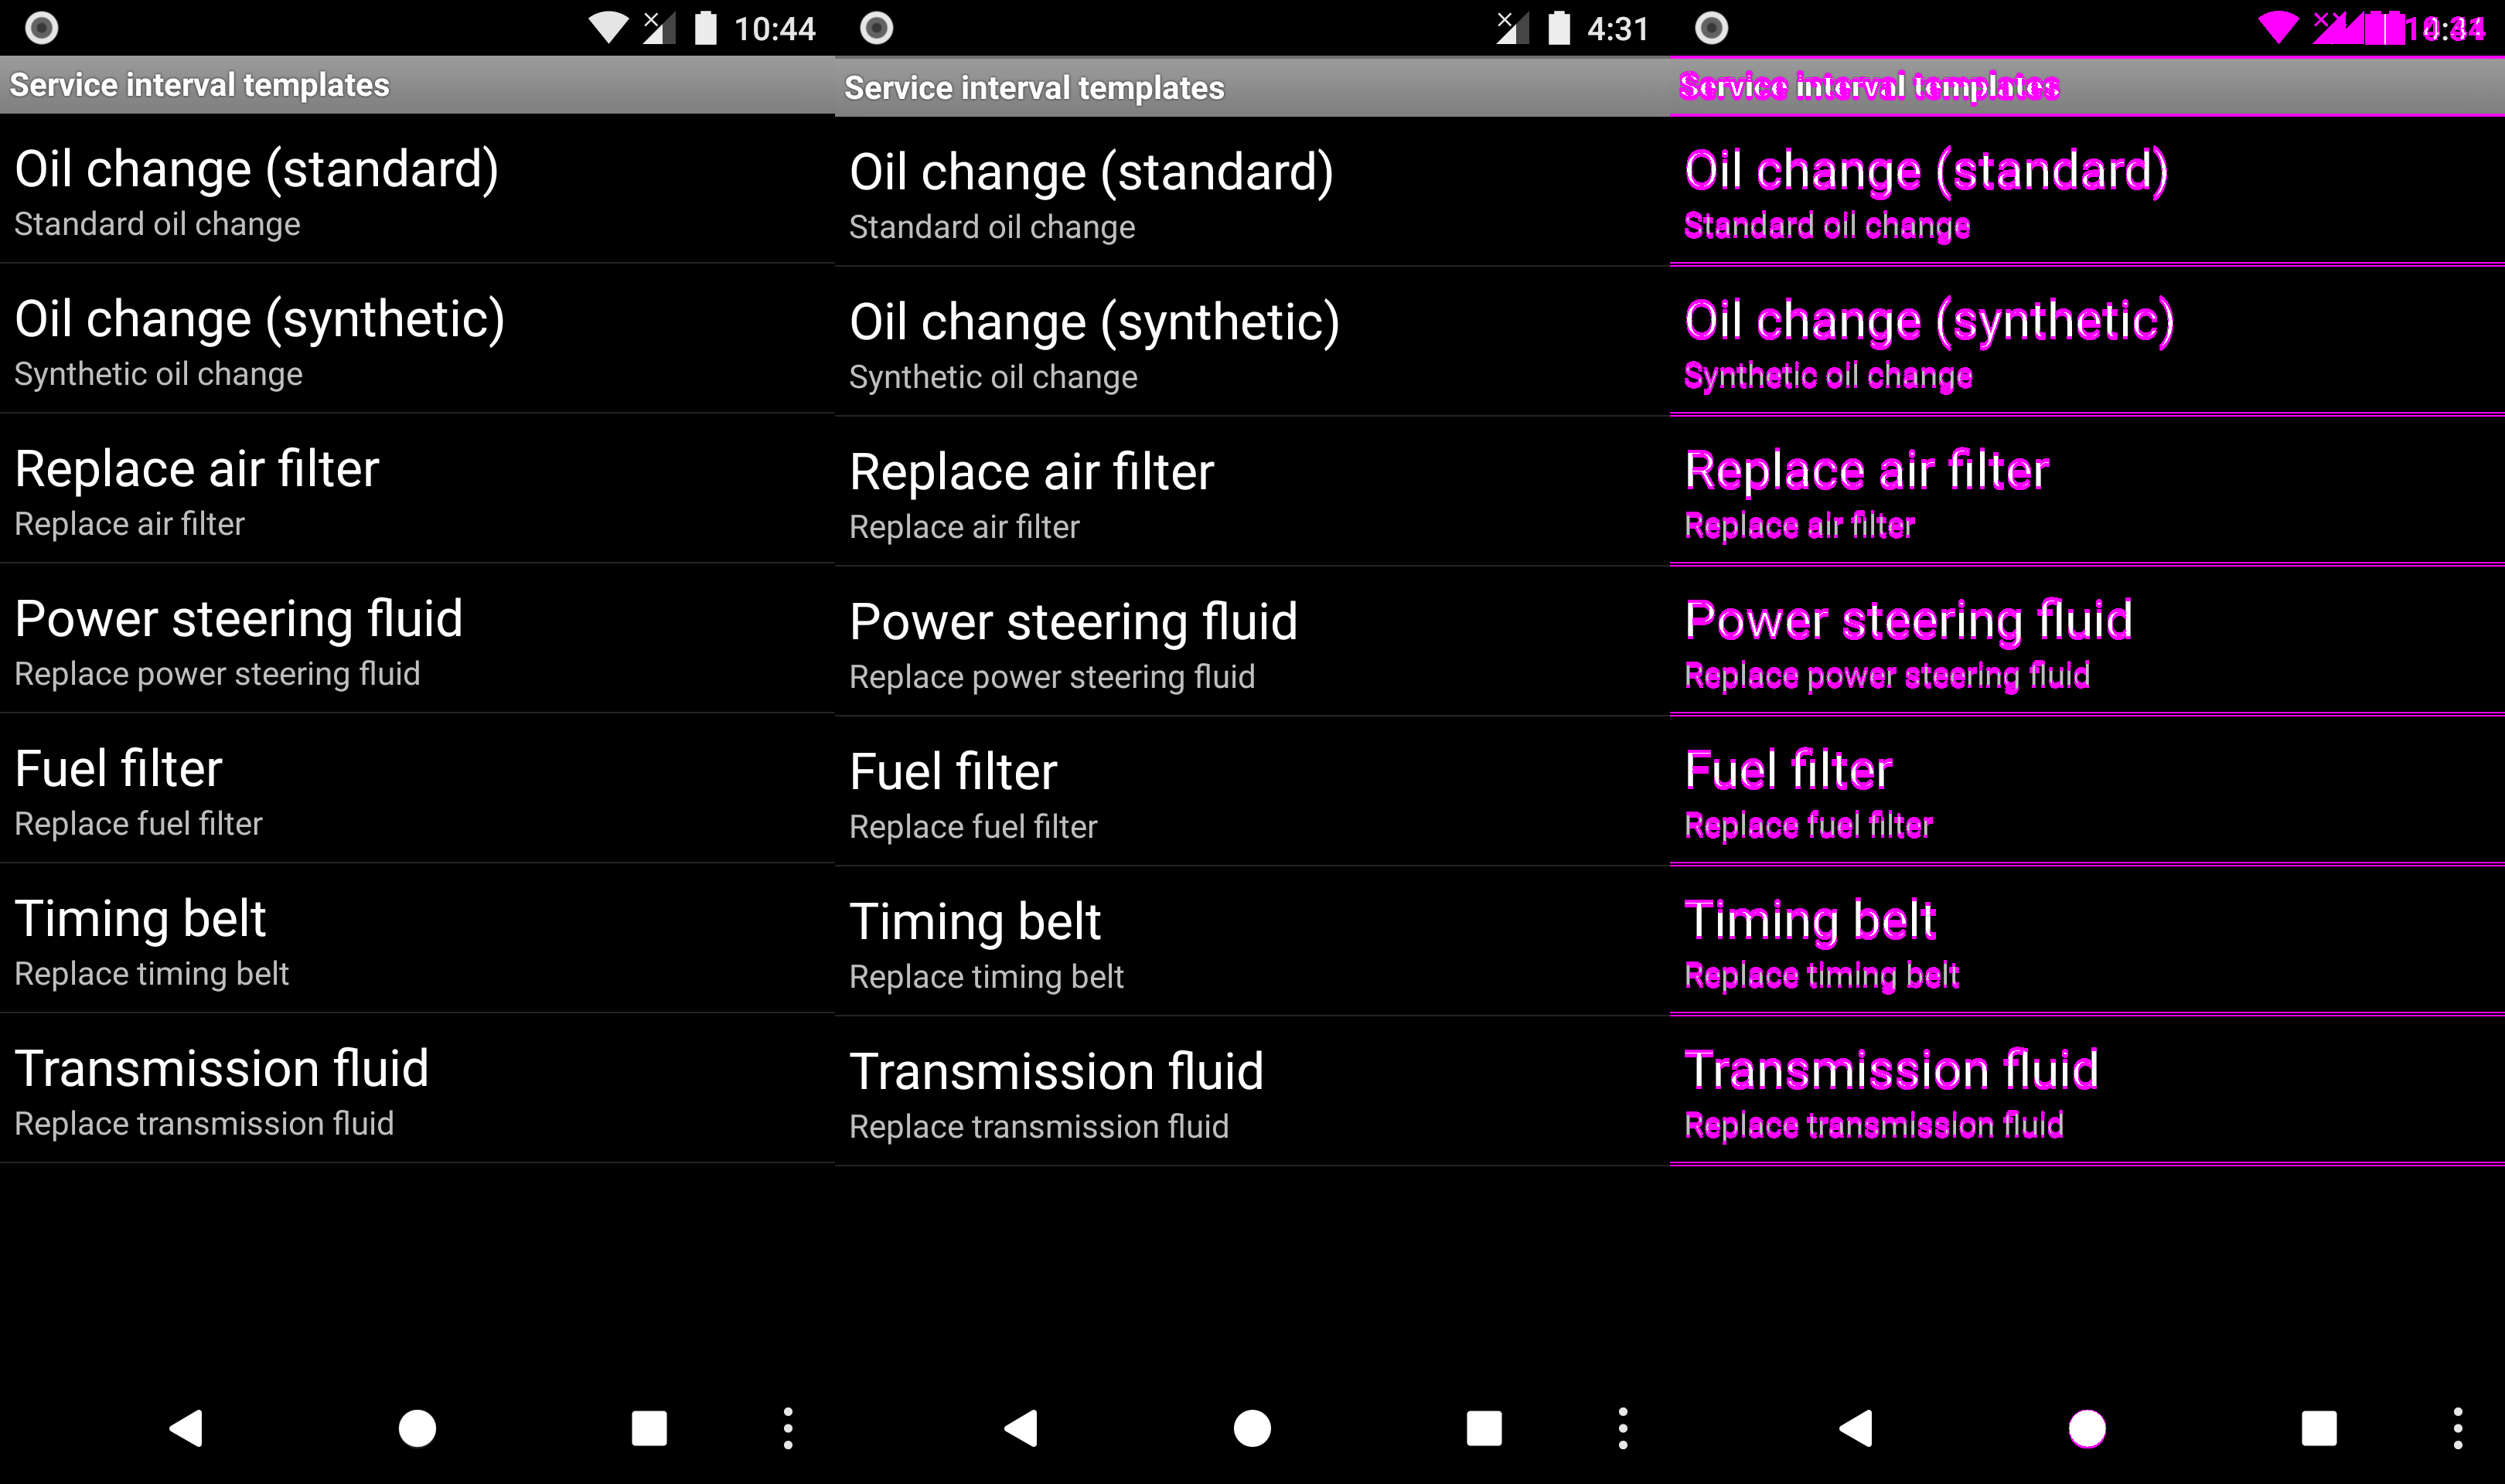 10:44
Service interval templates
Oil change (standard)
Standard oil change
Oil change (synthetic)
Synthetic oil change
Replace air filter
Replace air filter
Power steering fluid
Replace power steering fluid
Fuel filter
Replace fuel filter
Timing belt
Replace timing belt
Transmission fluid
Replace transmission fluid
4:31
Service interval templates
Oil change (standard)
Standard oil change
Oil change (synthetic)
Synthetic oil change
Replace air filter
Replace air filter
Power steering fluid
Replace power steering fluid
Fuel filter
Replace fuel filter
Timing belt
Replace timing belt
Transmission fluid
Replace transmission fluid
Service interval templates
Oil change (standard)
Standard oil change
Oil change (synthetic)
Synthetic oil change
Replace air filter
Replace air filter
Power steering fluid
Replace power steering fluid
Fuel filter
Replace fuel filter
Timing belt
Replace timing belt
Transmission fluid
Replace transmission fluid